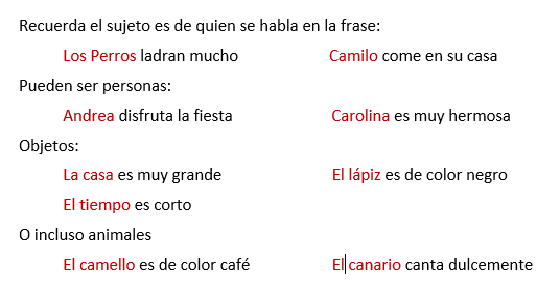 Recuerda el sujeto es de quien se habla en la frase:
Los Perros ladran mucho Camilo come en su casa
Pueden ser personas:
Andrea disfruta la fiesta Carolina es muy hermosa
Objetos:
La casa es muy grande El lápiz es de color negro
El tiempo es corto
O incluso animales
El camello es de color café El canario canta dulcemente